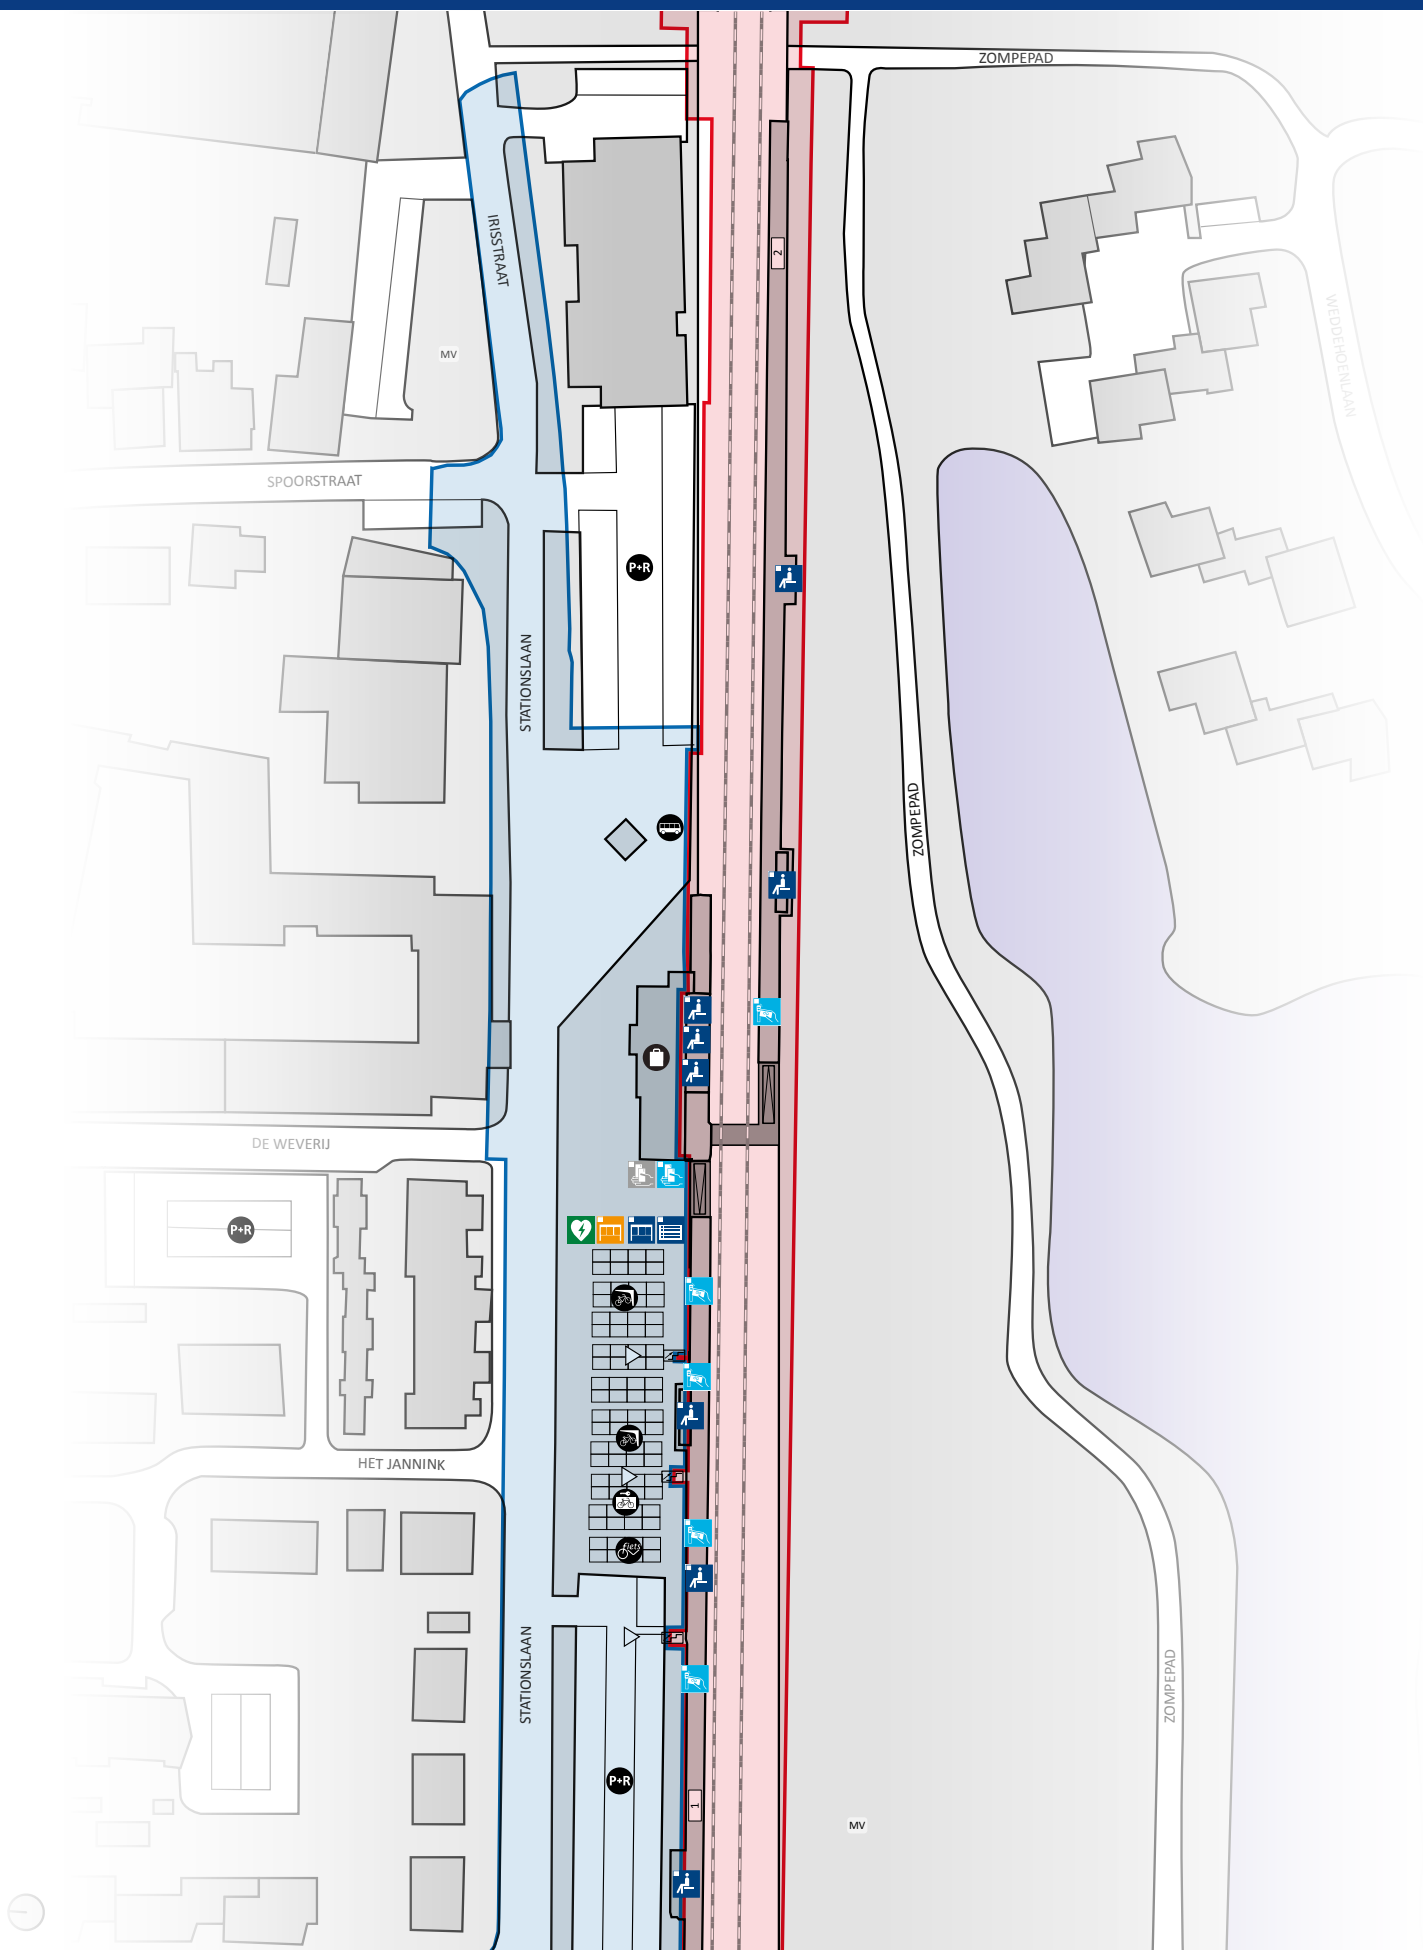 ZOMPEPAD
IRISSTRAAT
2
WEDDEHOENLAAN
MV
SPOORSTRAAT
P+R
STATIONSLAAN
ZOMPEPAD
DE WEVERIJ
P+R
HET JANNINK
fiets
STATIONSLAAN
ZOMPEPAD
P+R
1
MV